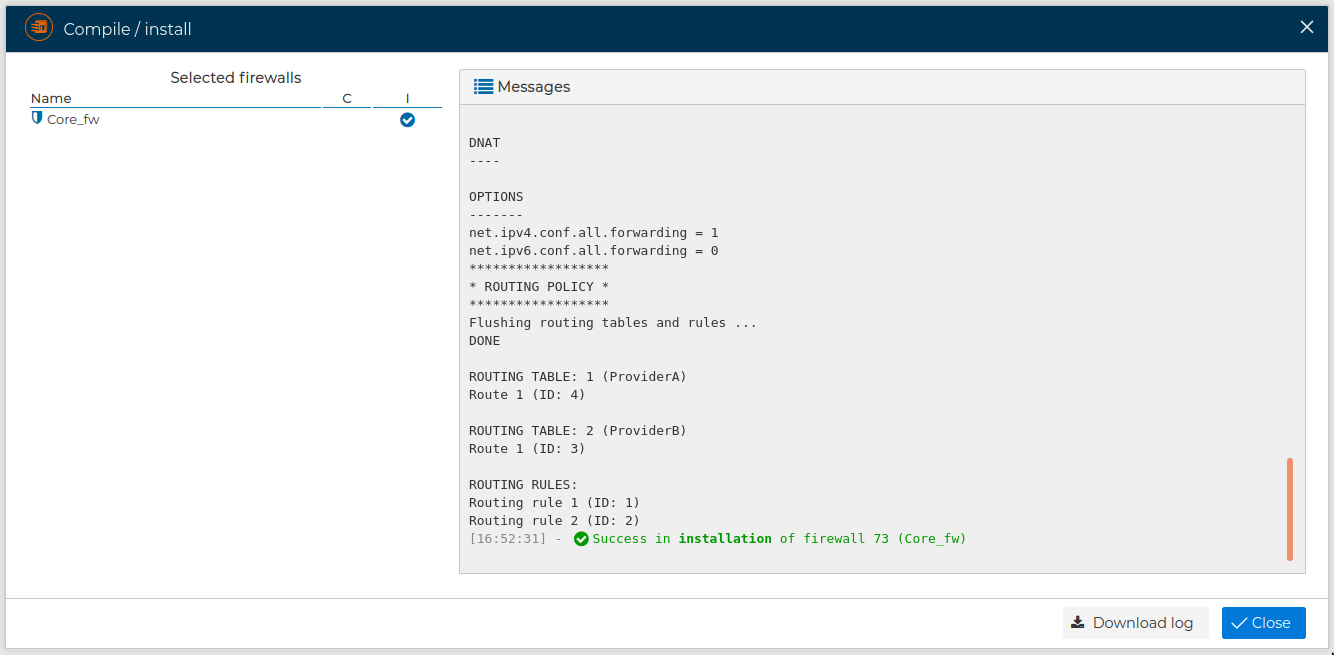 Compile / install
Selected firewalls
Name C I
Core_fw
Messages
DNAT
----
OPTIONS
-------
net.ipv4.conf.all.forwarding = 1
net.ipv6.conf.all.forwarding = 0
******************
* ROUTING POLICY *
******************
Flushing routing tables and rules ...
DONE
ROUTING TABLE: 1 (ProviderA)
Route 1 (ID: 4)
ROUTING TABLE: 2 (ProviderB)
Route 1 (ID: 3)
ROUTING RULES:
Routing rule 1 (ID: 1)
Routing rule 2 (ID: 2)
[16:52:31] - Success in installation of firewall 73 (Core_fw)
Download log
Close